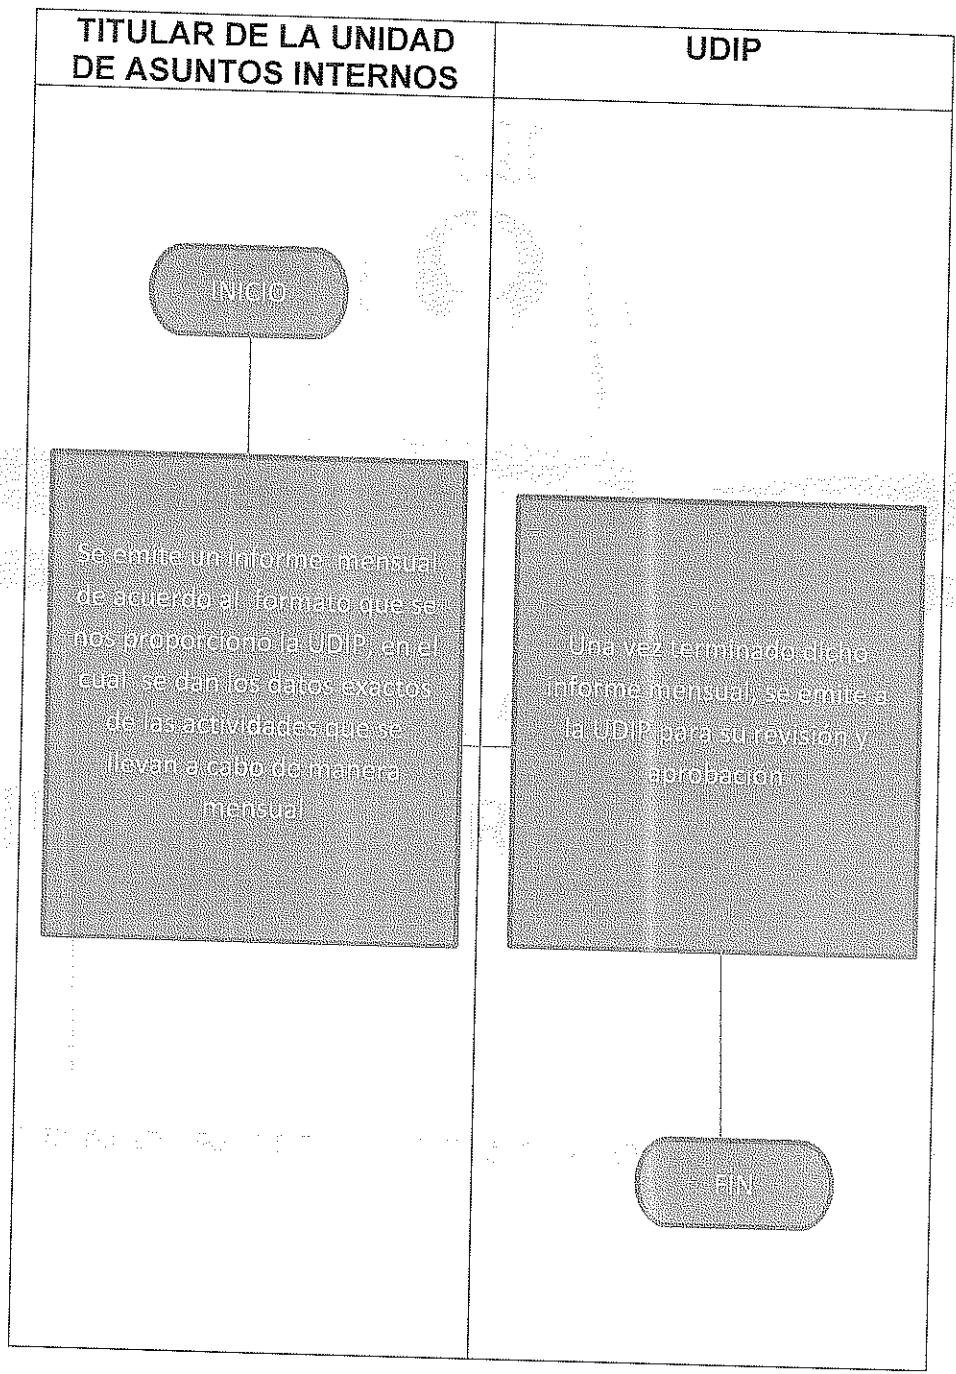 TITULAR DE LA UNIDAD
DE ASUNTOS INTERNOS
UDIP
INICIO
Se emite un informe mensual
de acuerdo al formato que se
nos proporciono la UDIP, en el
cual se dan los datos exactos
de las actividades que se
llevan a cabo de manera
mensual
Una vez terminado dicho
informe mensual, se emite a
la UDIP para su revisión y
aprobación
FIN